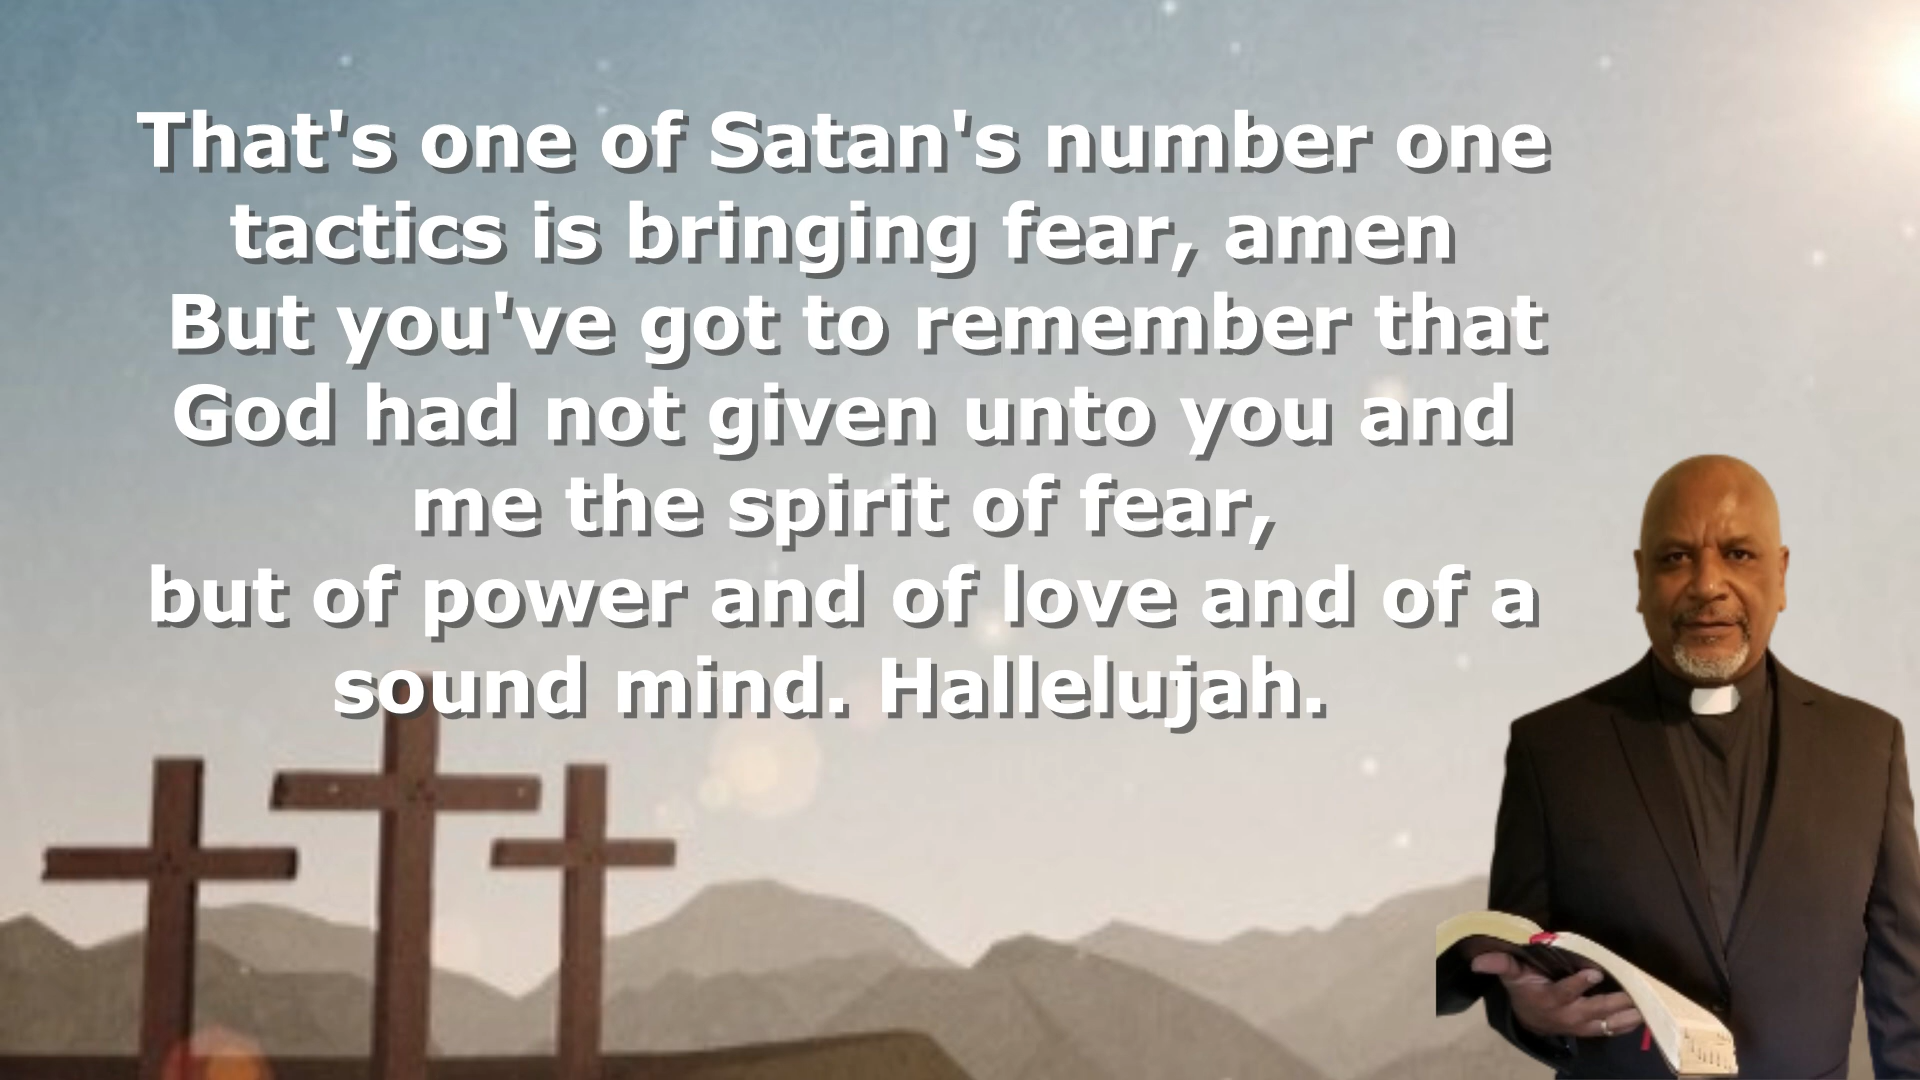 That's one of Satan's number one
tactics is bringing fear, amen
But you've got to remember that
God had not given unto you and
me the spirit of fear,
but of power and of love and of a
sound mind. Hallelujah.